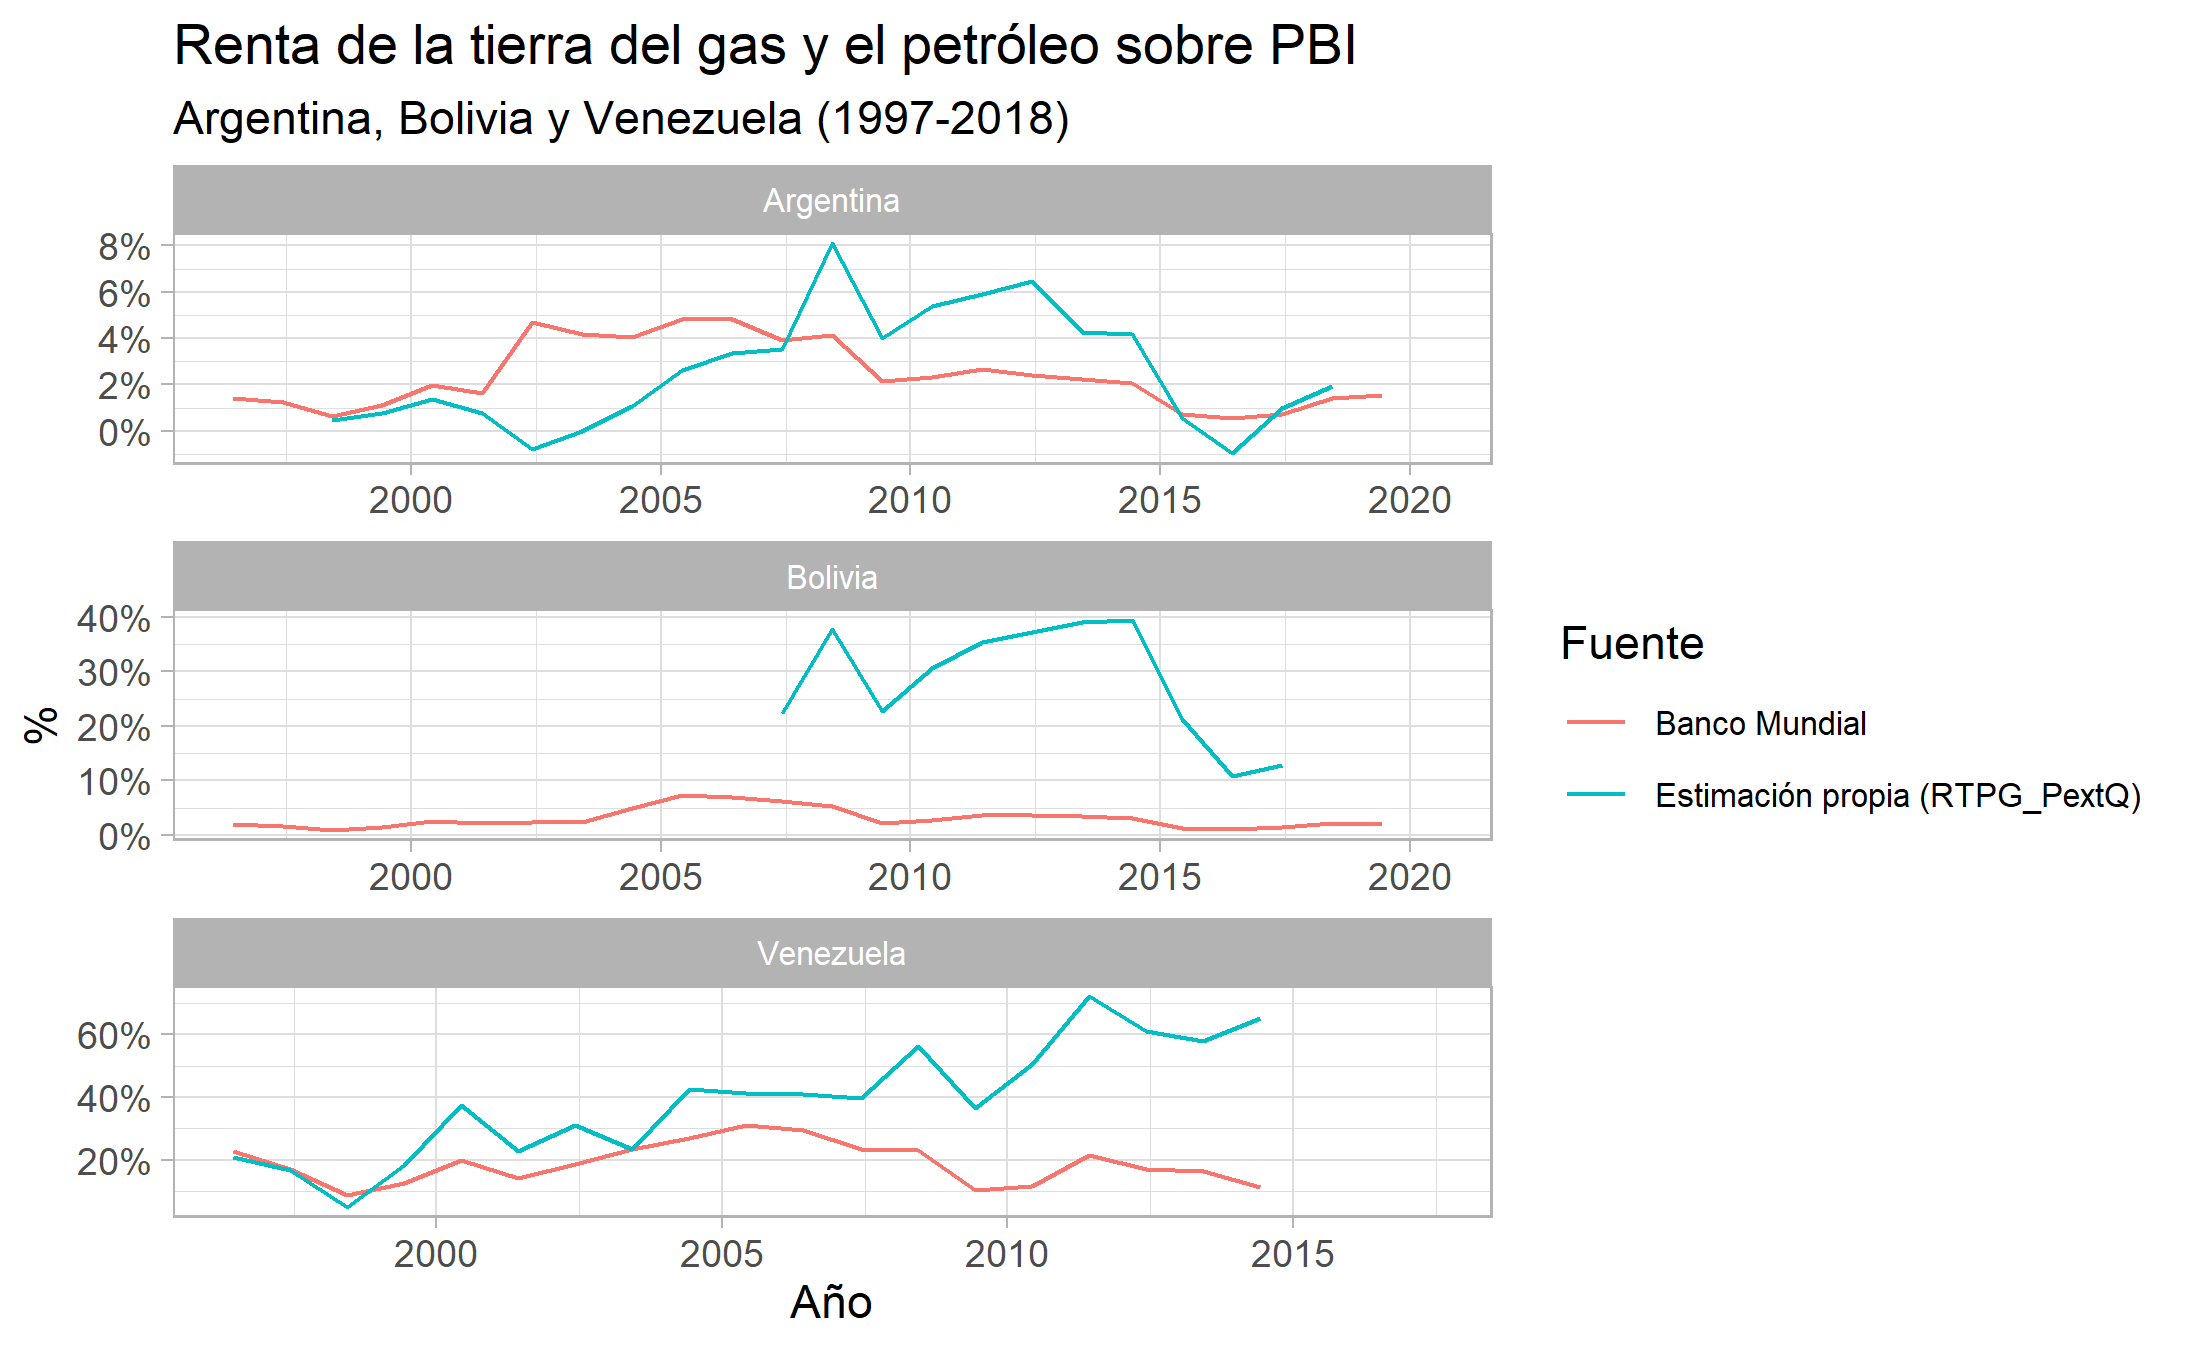 Renta de la tierra del gas y el petróleo sobre PBI
Argentina, Bolivia y Venezuela (1997-2018)
Argentina
8%
6%
4%
2%
0%
2000 2005 2010 2015 2020
Bolivia
40%
30%
20%
10%
0%
2000 2005 2010 2015 2020
Venezuela
60%
40%
20%
2000 2005 2010 2015
Año
%
Fuente
Banco Mundial
Estimación propia (RTPG_PextQ)